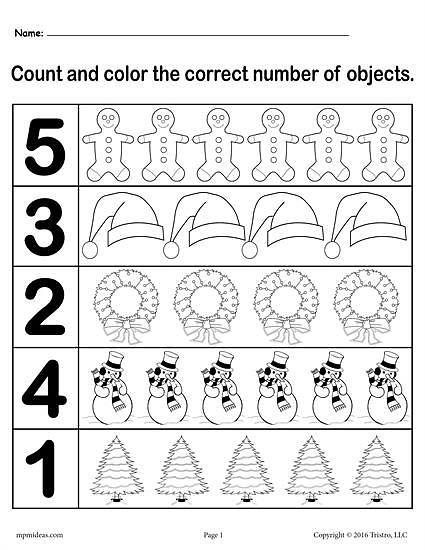 Name:
Count and color the correct number of objects.
5
3
2
4
1
mpmideas.com Page 1 Copyright © 2016 Tristro, LLC